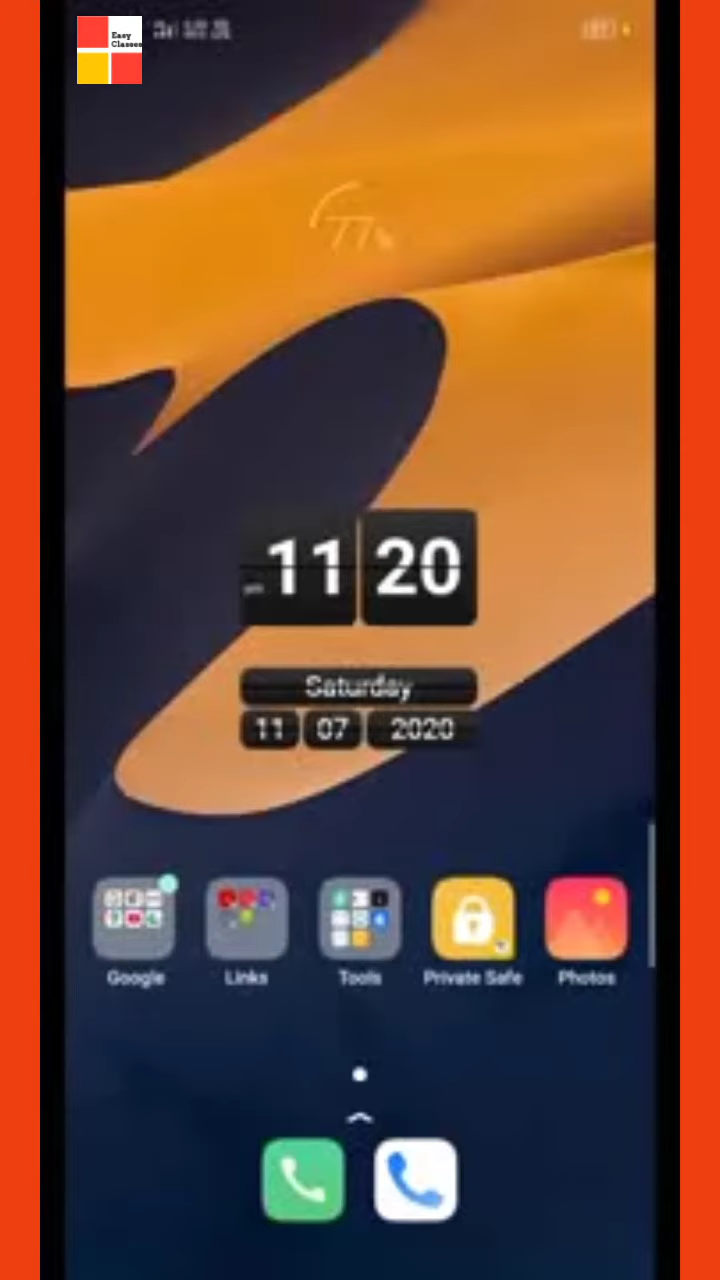 Easy
Classes
77%
11 20
Saturday
11 07 2020
Google
Links
Tools
Private Safe
Photos